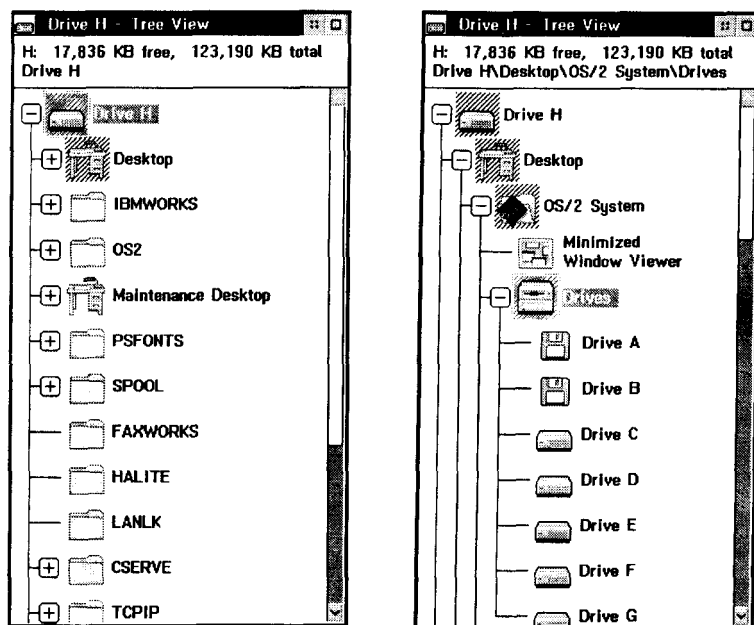 Drive H - Tree View
H: 17,836 KB free, 123,190 KB total
Drive H
Drive H
Desktop
IBMWORKS
OS2
Maintenance Desktop
PSFONTS
SPOOL
FAXWORKS
HALITE
LANLK
CSERVE
TCPIP
Drive H - Tree View
H: 17,836 KB free, 123,190 KB total
Drive H\Desktop\OS/2 System\Drives
Drive H
Desktop
OS/2 System
Minimized
Window Viewer
Drives
Drive A
Drive B
Drive C
Drive D
Drive E
Drive F
Drive G